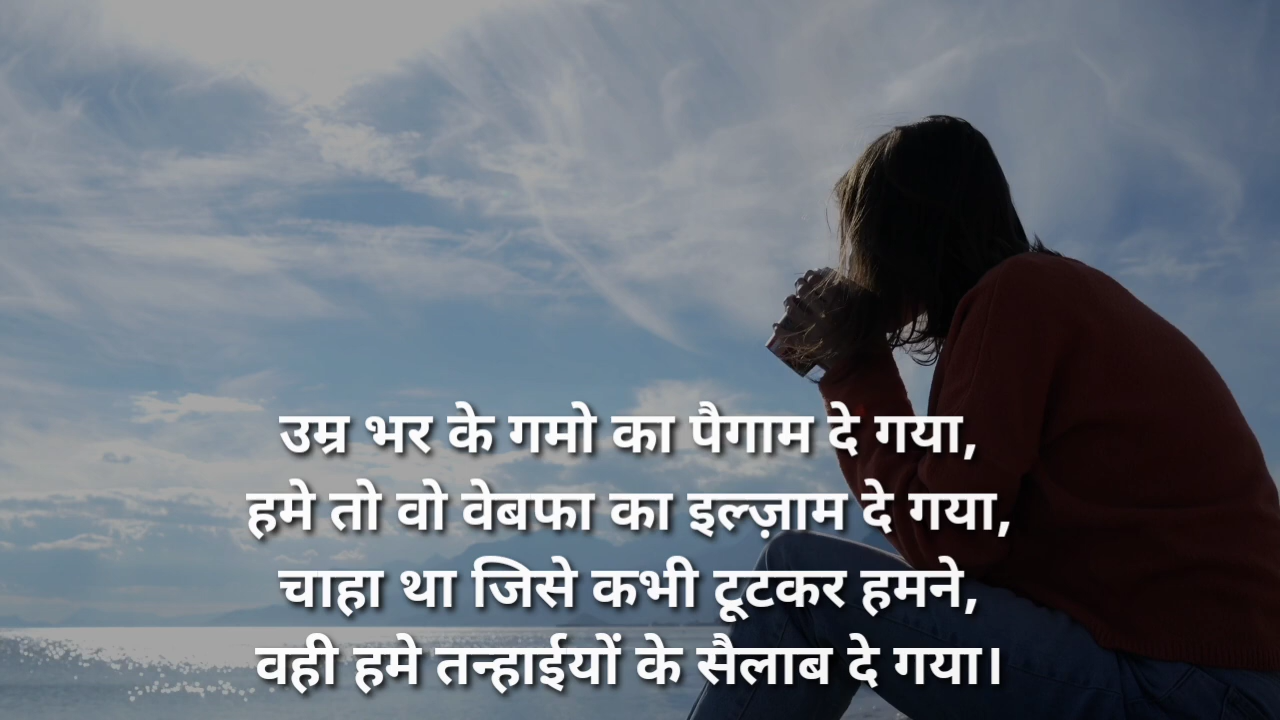 उम्र भर के गमो का पैगाम दे गया,
हमे तो वो वेबफा का इल्ज़ाम दे गया,
चाहा था जिसे कभी टूटकर हमने,
वही हमे तन्हाईयों के सैलाब दे गया।